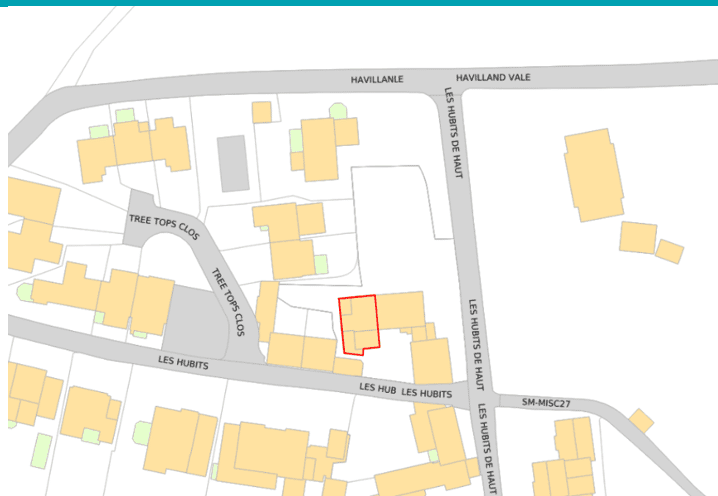 HAVILLANLE
HAVILLAND VALE
LES HUBITS DE HAUT
TREE TOPS CLOS
TREE TOPS CLOS
LES HUBITS DE HAUT
LES HUBITS
LES HUB LES HUBITS
SM-MISC27
LES HUBITS DE HAUT